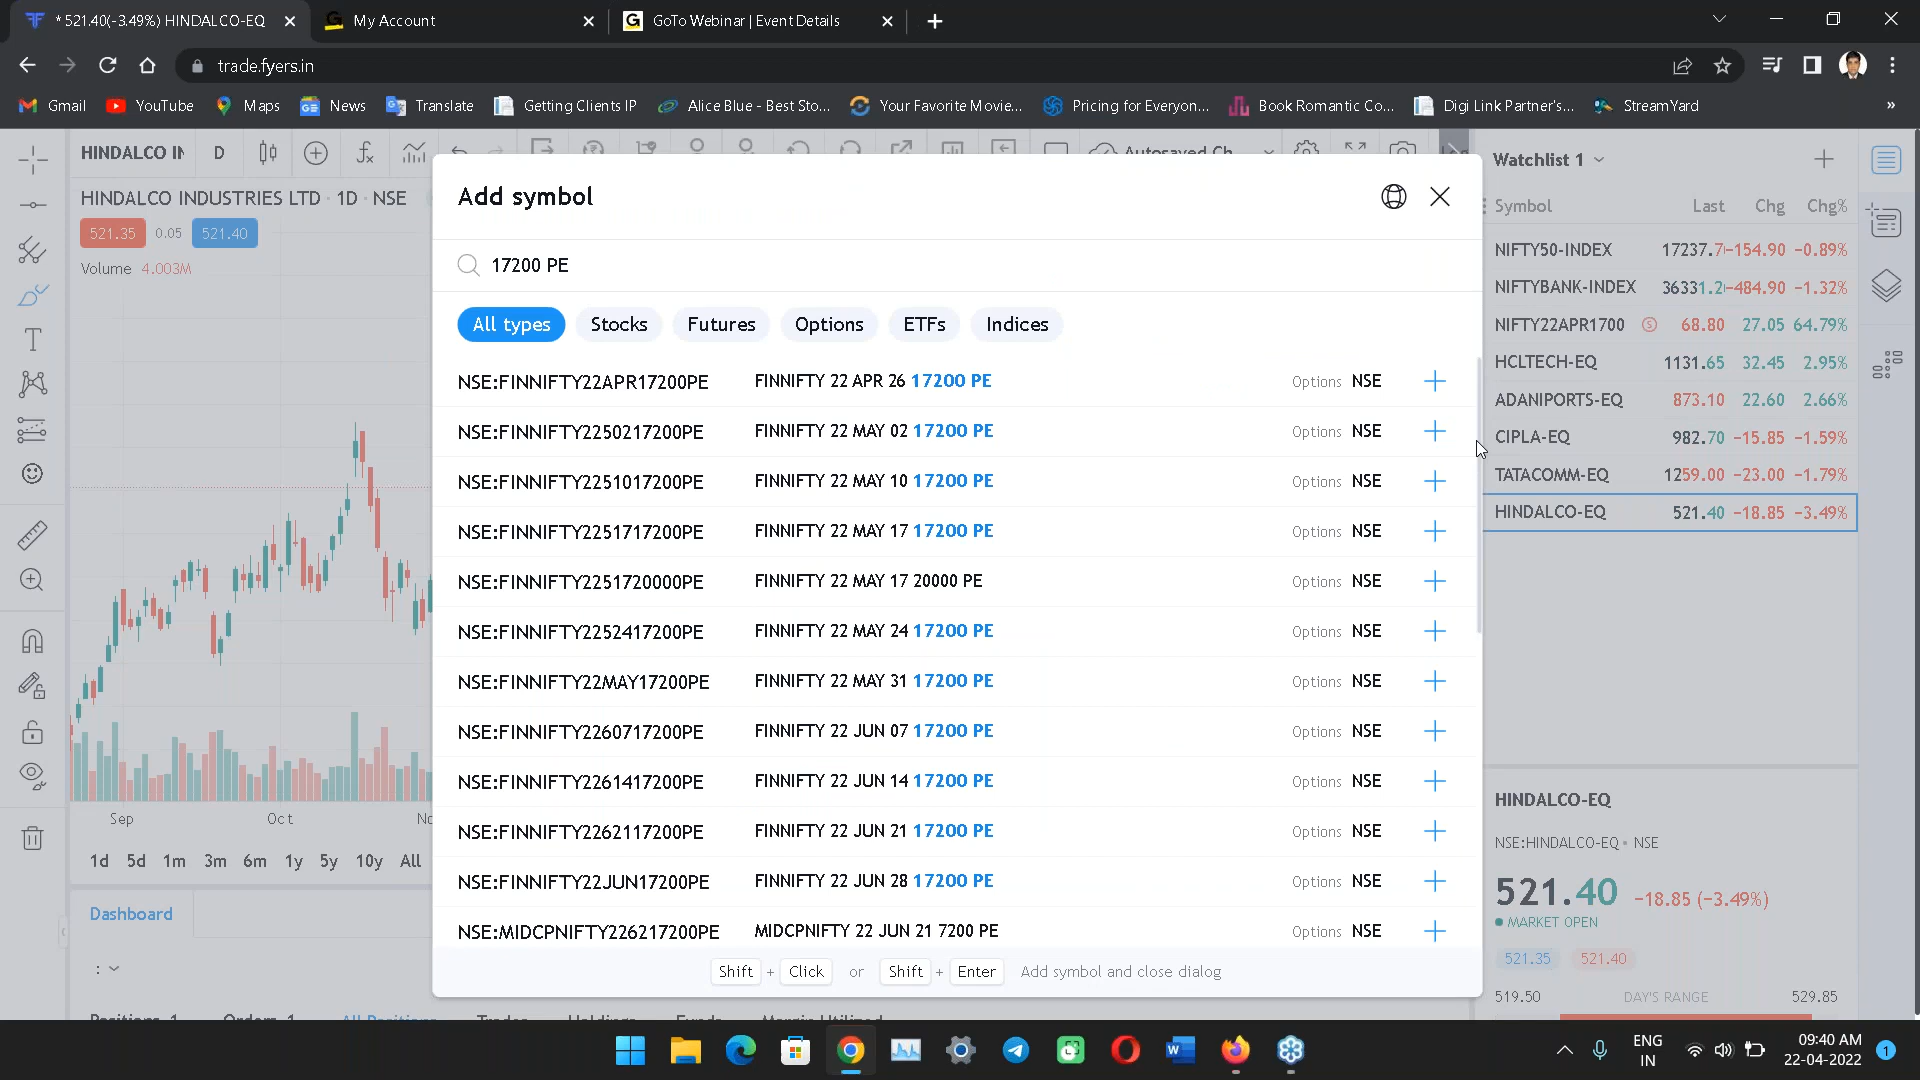 * 521.40(-3.49%) HINDALCO-EQ
My Account
GoTo Webinar | Event Details
trade.fyers.in
Gmail
YouTube
Maps
News
Translate
Getting Clients IP
Alice Blue - Best Sto...
Your Favorite Movie...
Pricing for Everyon...
Book Romantic Co...
Digi Link Partner's...
StreamYard
HINDALCO IN
D
Autosaved Ch
HINDALCO INDUSTRIES LTD · 1D · NSE
521.35
0.05
521.40
Volume 4.003M
Sep
Oct
1d 5d 1m 3m 6m 1y 5y 10y All
Dashboard
:
Add symbol
17200 PE
All types
Stocks
Futures
Options
ETFs
Indices
NSE:FINNIFTY22APR17200PE FINNIFTY 22 APR 26 17200 PE Options NSE
NSE:FINNIFTY2250217200PE FINNIFTY 22 MAY 02 17200 PE Options NSE
NSE:FINNIFTY2251017200PE FINNIFTY 22 MAY 10 17200 PE Options NSE
NSE:FINNIFTY2251717200PE FINNIFTY 22 MAY 17 17200 PE Options NSE
NSE:FINNIFTY2251720000PE FINNIFTY 22 MAY 17 20000 PE Options NSE
NSE:FINNIFTY2252417200PE FINNIFTY 22 MAY 24 17200 PE Options NSE
NSE:FINNIFTY22MAY17200PE FINNIFTY 22 MAY 31 17200 PE Options NSE
NSE:FINNIFTY2260717200PE FINNIFTY 22 JUN 07 17200 PE Options NSE
NSE:FINNIFTY2261417200PE FINNIFTY 22 JUN 14 17200 PE Options NSE
NSE:FINNIFTY2262117200PE FINNIFTY 22 JUN 21 17200 PE Options NSE
NSE:FINNIFTY22JUN17200PE FINNIFTY 22 JUN 28 17200 PE Options NSE
NSE:MIDCPNIFTY226217200PE MIDCPNIFTY 22 JUN 21 7200 PE Options NSE
Shift + Click or Shift + Enter Add symbol and close dialog
Watchlist 1
Symbol Last Chg Chg%
NIFTY50-INDEX 17237.7 -154.90 -0.89%
NIFTYBANK-INDEX 36331.2 -484.90 -1.32%
NIFTY22APR1700 S 68.80 27.05 64.79%
HCLTECH-EQ 1131.65 32.45 2.95%
ADANIPORTS-EQ 873.10 22.60 2.66%
CIPLA-EQ 982.70 -15.85 -1.59%
TATACOMM-EQ 1259.00 -23.00 -1.79%
HINDALCO-EQ 521.40 -18.85 -3.49%
HINDALCO-EQ
NSE:HINDALCO-EQ • NSE
521.40 -18.85 (-3.49%)
MARKET OPEN
521.35 521.40
519.50 DAY'S RANGE 529.85
ENG
IN
09:40 AM
22-04-2022
1